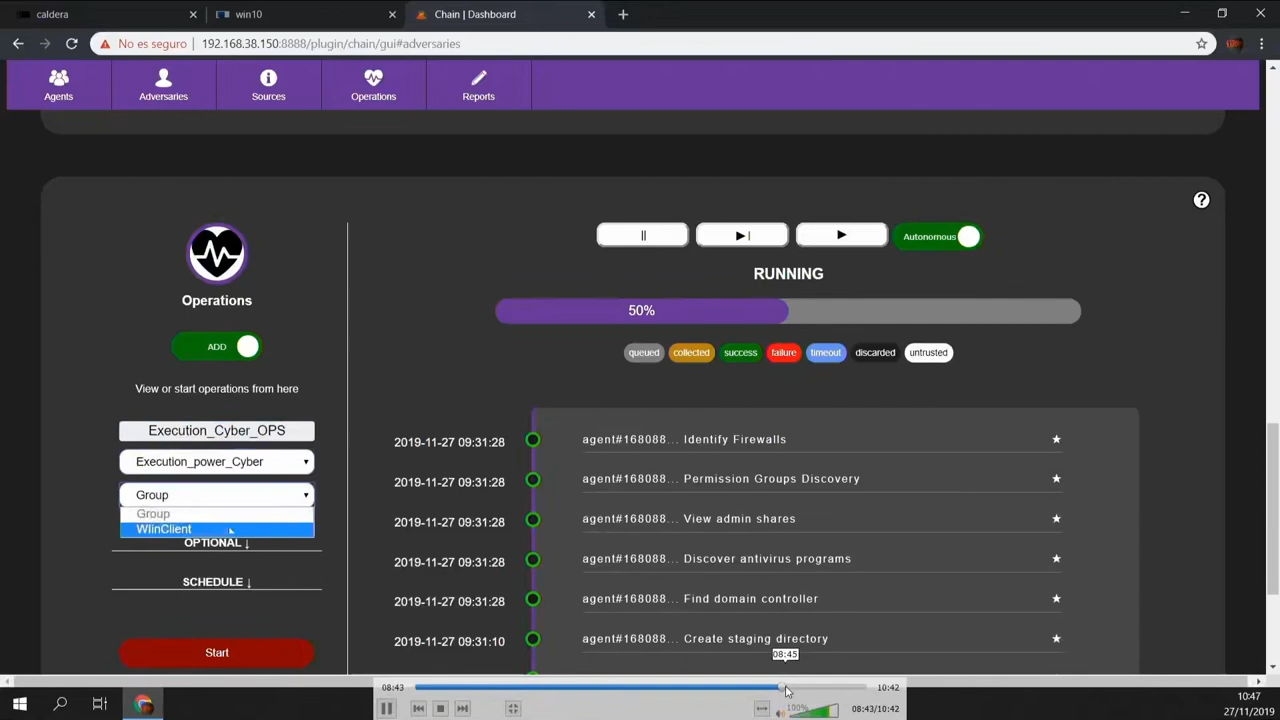 caldera
win10
Chain | Dashboard
No es seguro
192.168.38.150:8888/plugin/chain/gui#adversaries
Agents
Adversaries
Sources
Operations
Reports
?
Operations
ADD
View or start operations from here
Execution_Cyber_OPS
Execution_power_Cyber
Group
Group
WlinClient
OPTIONAL ↓
SCHEDULE ↓
Start
Autonomous
RUNNING
50%
queued
collected
success
failure
timeout
discarded
untrusted
2019-11-27 09:31:28 agent#168088... Identify Firewalls ★
2019-11-27 09:31:28 agent#168088... Permission Groups Discovery ★
2019-11-27 09:31:28 agent#168088... View admin shares ★
2019-11-27 09:31:28 agent#168088... Discover antivirus programs ★
2019-11-27 09:31:28 agent#168088... Find domain controller ★
2019-11-27 09:31:10 agent#168088... Create staging directory ★
08:45
08:43
10:42
100%
08:43/10:42
10:47
27/11/2019